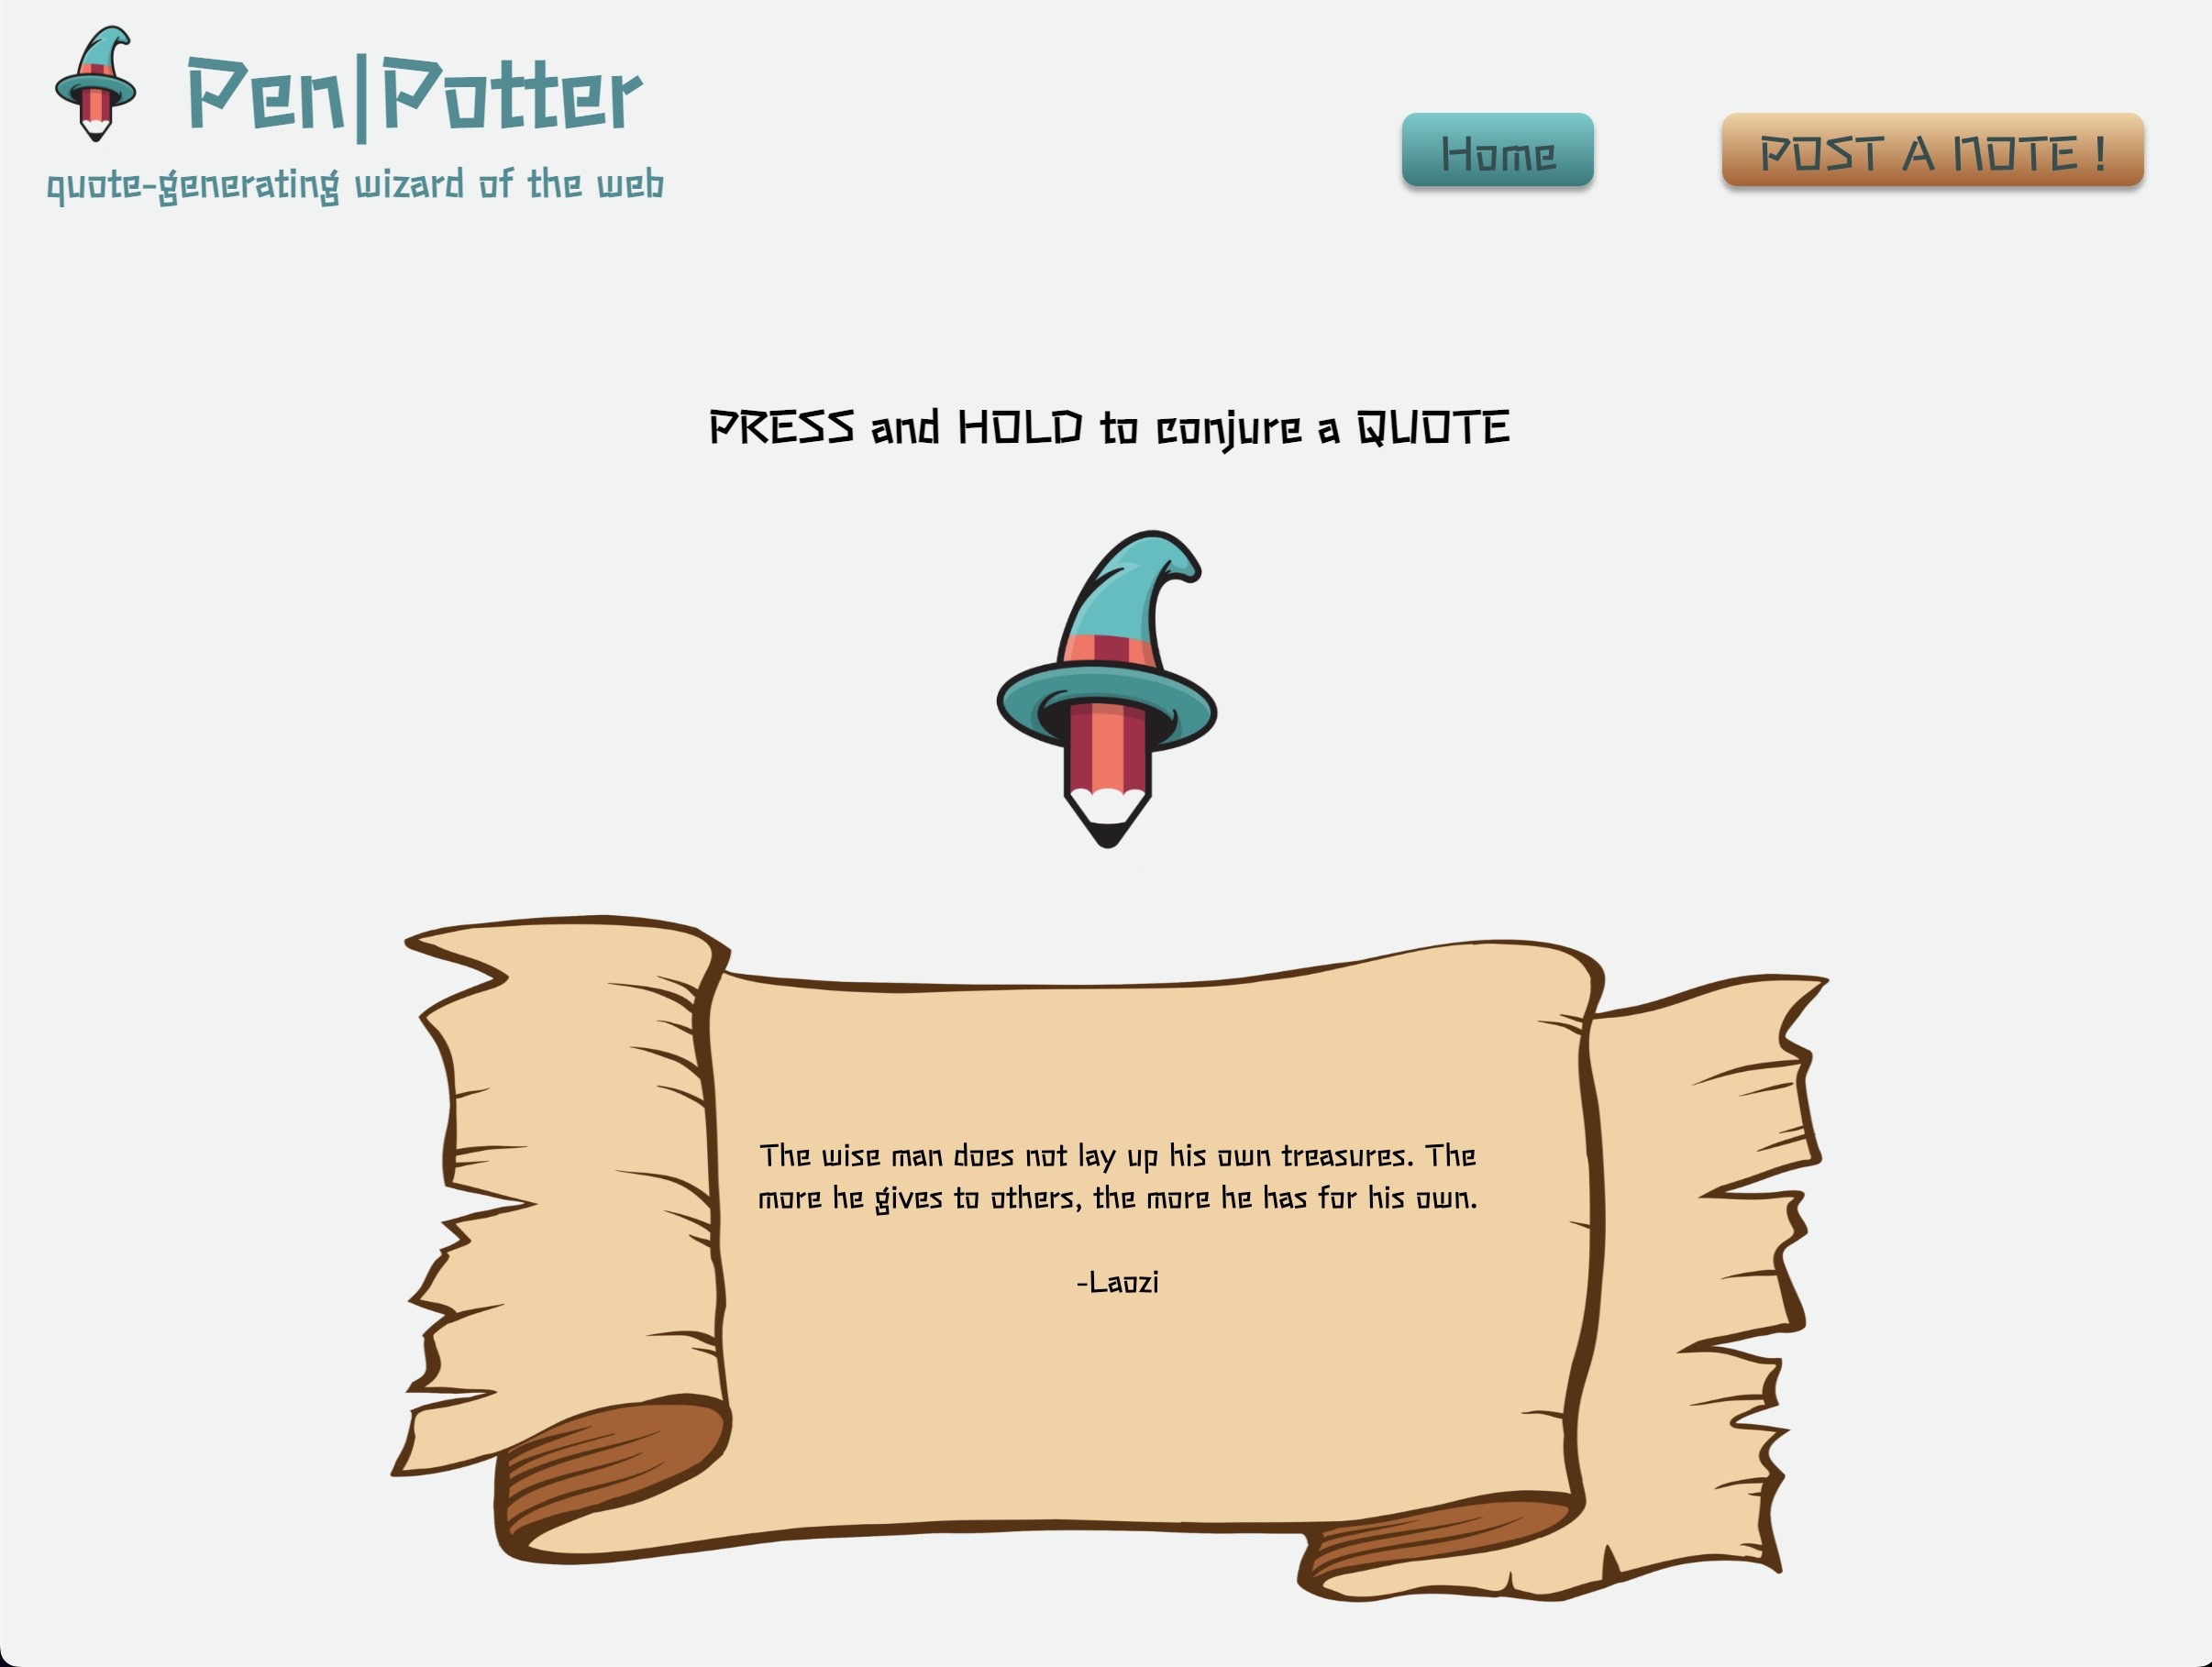 Pen|Potter
quote-generating wizard of the web
Home
POST A NOTE !
PRESS and HOLD to conjure a QUOTE
The wise man does not lay up his own treasures. The
more he gives to others, the more he has for his own.
-Laozi